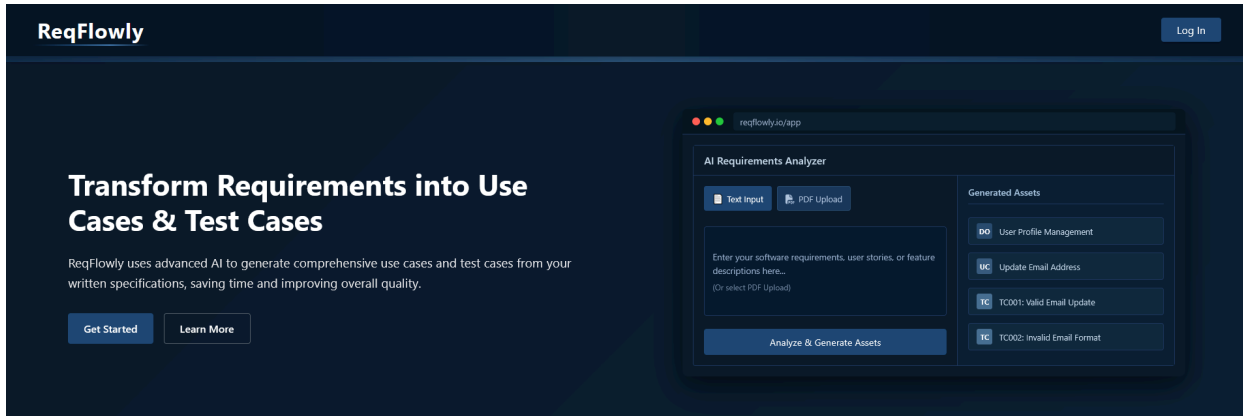 ReqFlowly
Log In
Transform Requirements into Use
Cases & Test Cases
ReqFlowly uses advanced AI to generate comprehensive use cases and test cases from your
written specifications, saving time and improving overall quality.
Get Started
Learn More
reqflowly.io/app
AI Requirements Analyzer
Text Input
PDF Upload
Enter your software requirements, user stories, or feature
descriptions here...
(Or select PDF Upload)
Analyze & Generate Assets
Generated Assets
DO User Profile Management
UC Update Email Address
TC TC001: Valid Email Update
TC TC002: Invalid Email Format